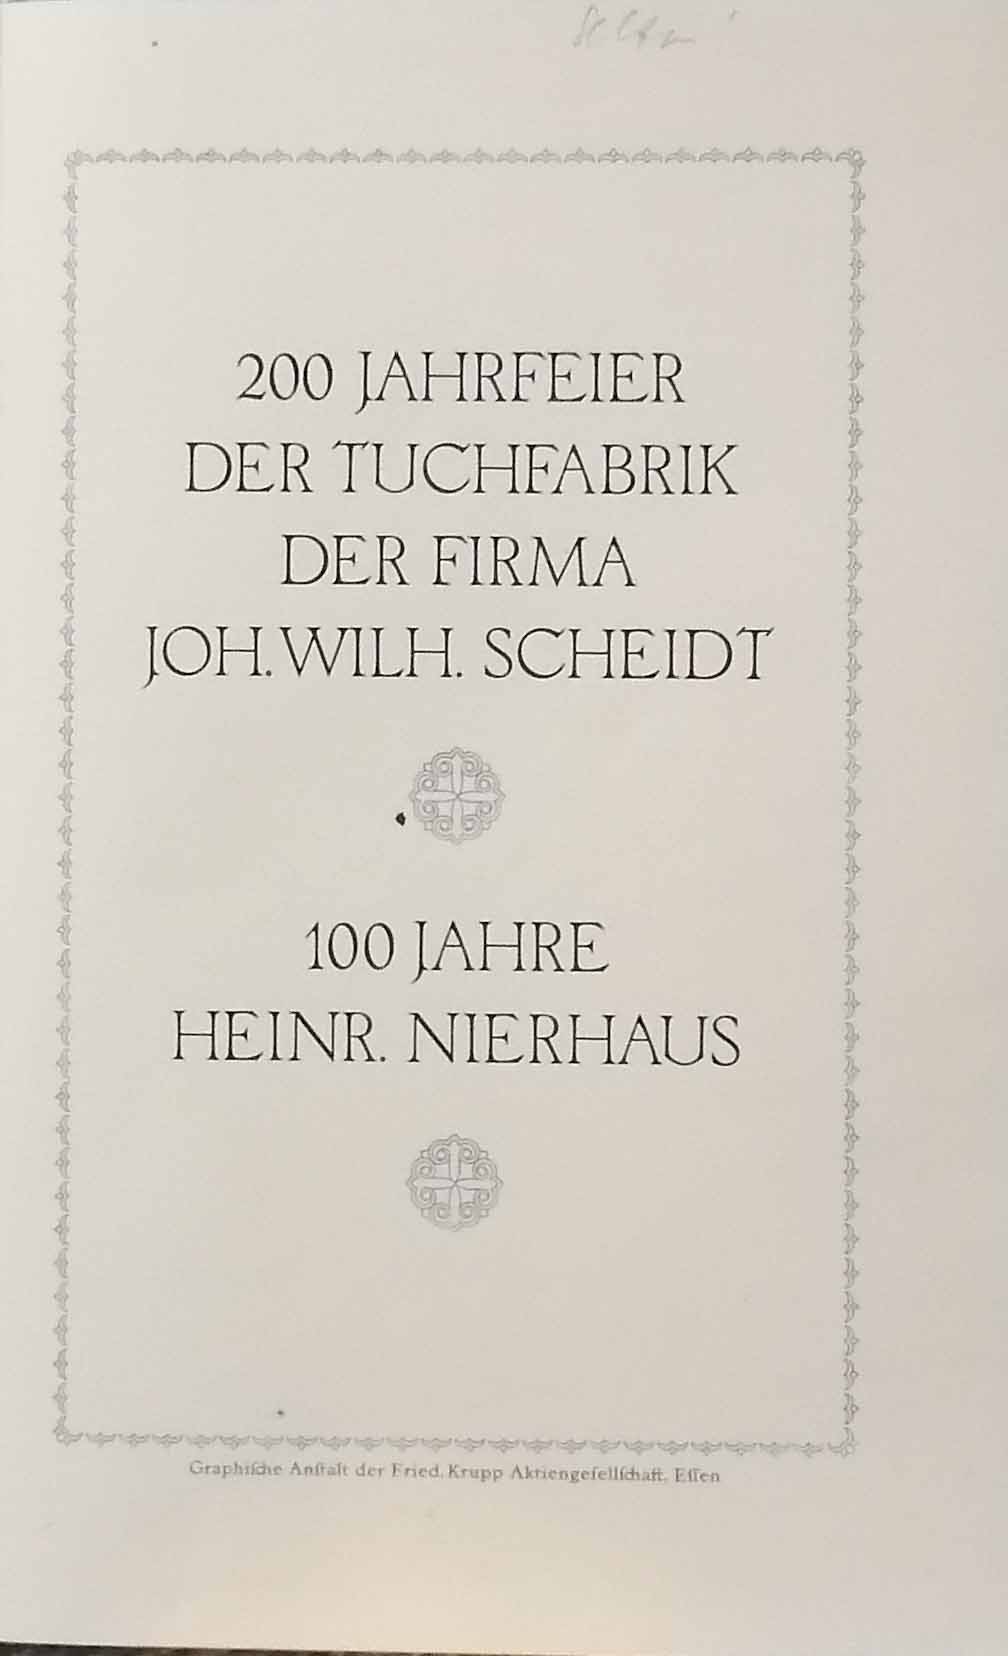 200 JAHRFEIER
DER TUCHFABRIK
DER FIRMA
JOH. WILH. SCHEIDT
100 JAHRE
HEINR. NIERHAUS
Graphiſche Anſtalt der Fried. Krupp Aktiengeſellſchaft, Eſſen